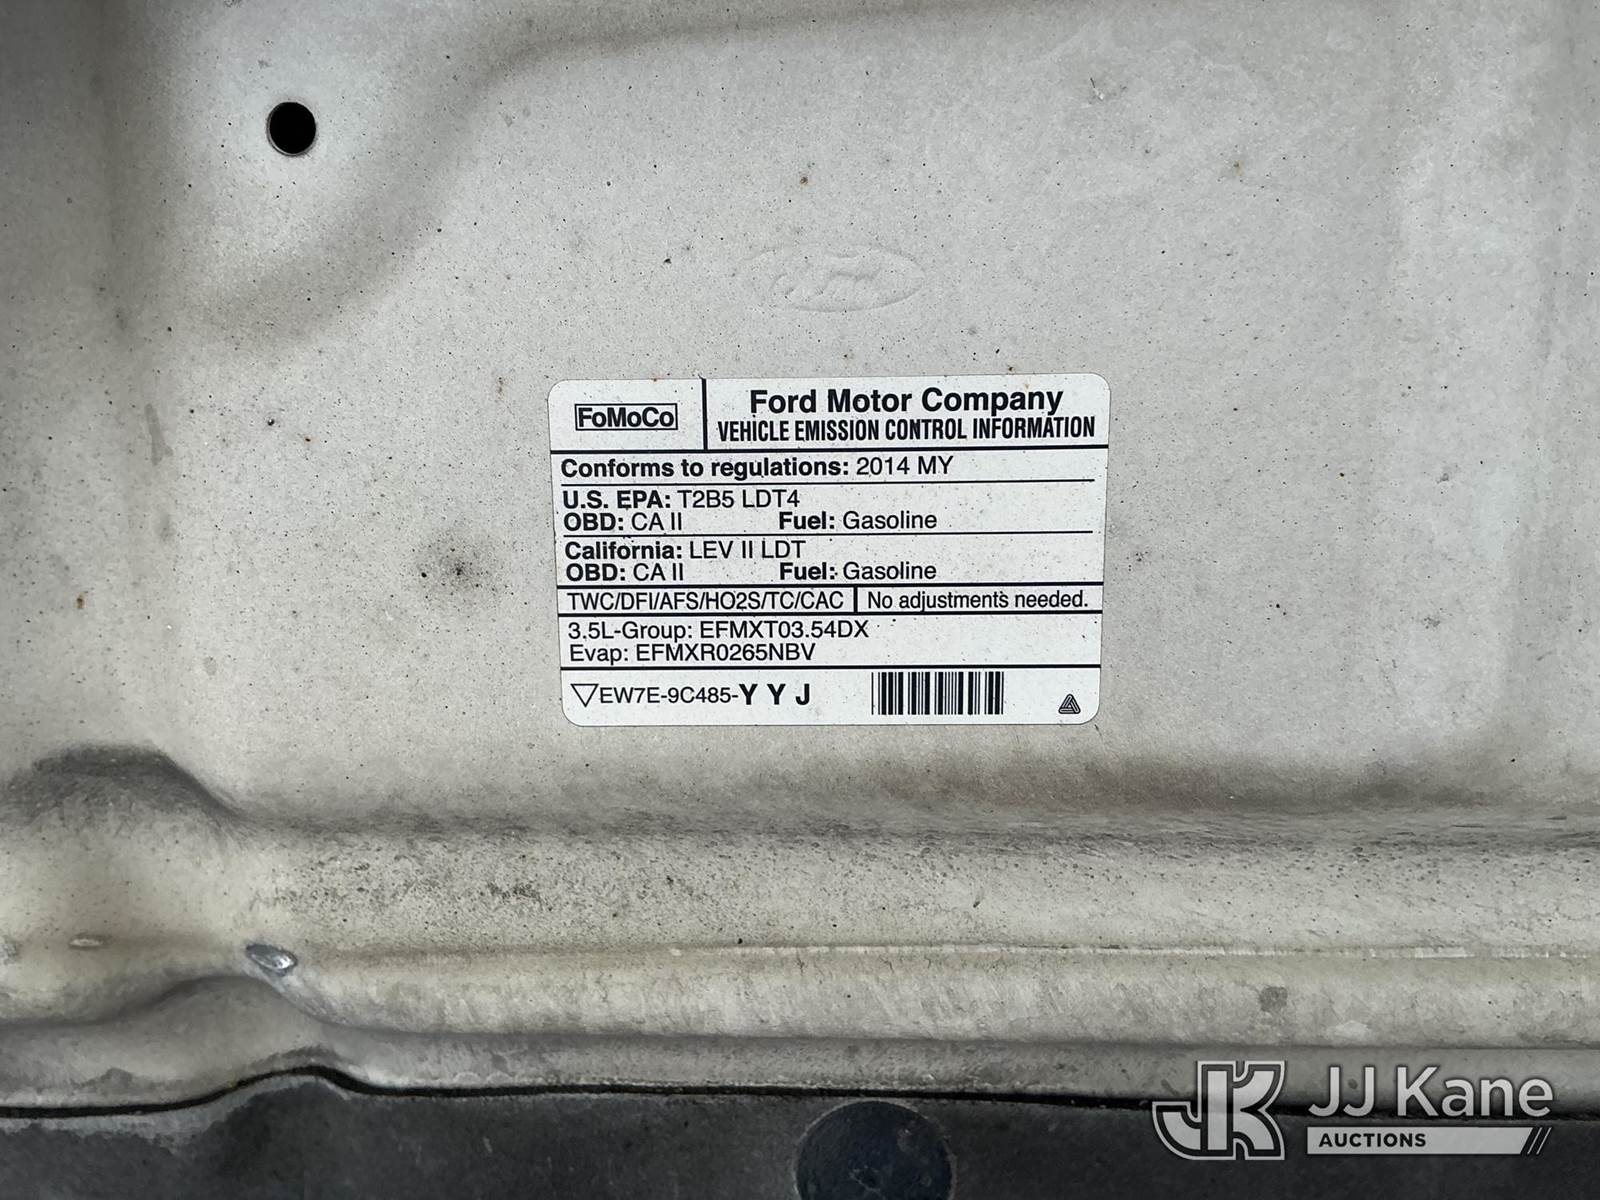 FoMoCo
Ford Motor Company
VEHICLE EMISSION CONTROL INFORMATION
Conforms to regulations: 2014 MY
U.S. EPA: T2B5 LDT4
OBD: CA II Fuel: Gasoline
California: LEV II LDT
OBD: CA II Fuel: Gasoline
TWC/DFI/AFS/HO2S/TC/CAC No adjustments needed.
3.5L-Group: EFMXT03.54DX
Evap: EFMXR0265NBV
EW7E-9C485-Y Y J
JK JJ Kane
AUCTIONS